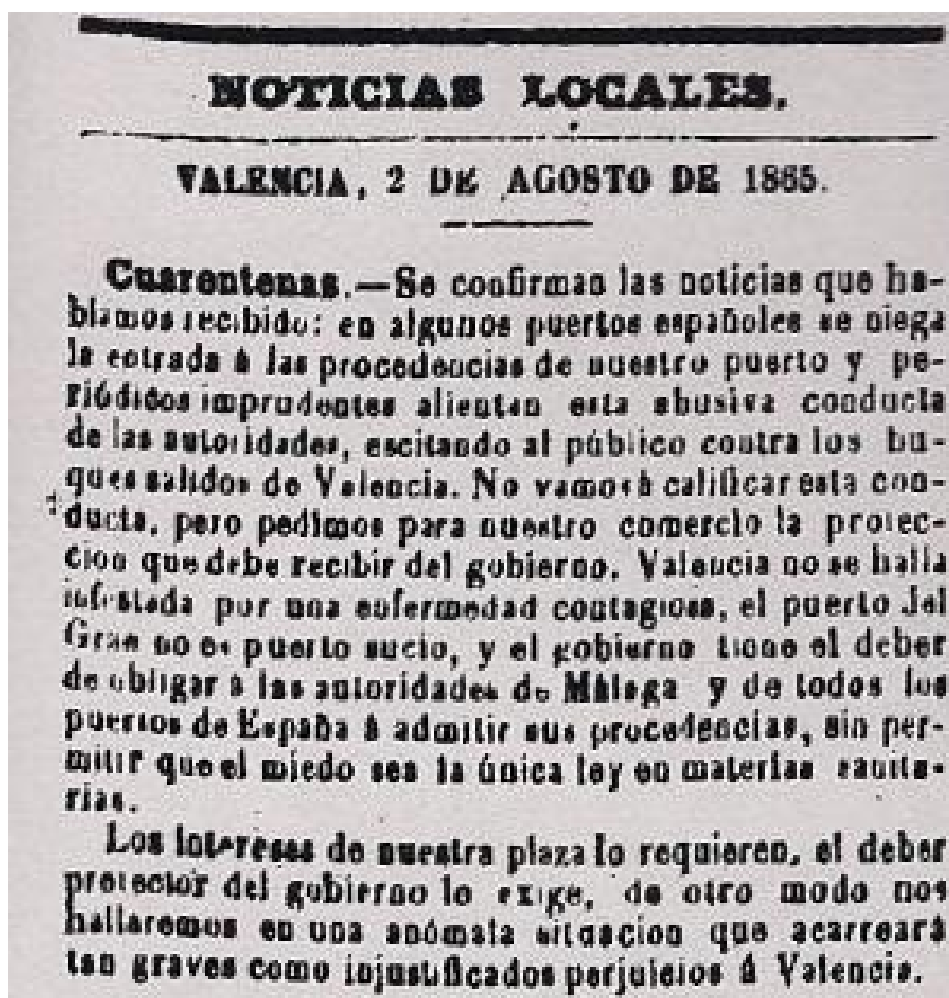 NOTICIAS LOCALES.
VALENCIA, 2 DE AGOSTO DE 1865.
Cuarentenas.—Se confirman las noticias que ha-
biamos recibido: en algunos puertos españoles se niega
la entrada á las procedencias de nuestro puerto y pe-
riódicos imprudentes alientan esta abusiva conducta
de las autoridades, escitando al público contra los bu-
ques salidos de Valencia. No vamos á calificar esta con-
ducta, pero pedimos para nuestro comercio la protec-
cion que debe recibir del gobierno. Valencia no se halla
infestada por una enfermedad contagiosa, el puerto del
Grao no es puerto sucio, y el gobierno tiene el deber
de obligar á las autoridades de Málaga y de todos los
puertos de España á admitir sus procedencias, sin per-
mitir que el miedo sea la única ley en materias sanita-
rias.
Los intereses de nuestra plaza lo requieren, el deber
protector del gobierno lo exige, de otro modo nos
hallaremos en una anómala situacion que acarreará
tan graves como injustificados perjuicios á Valencia.